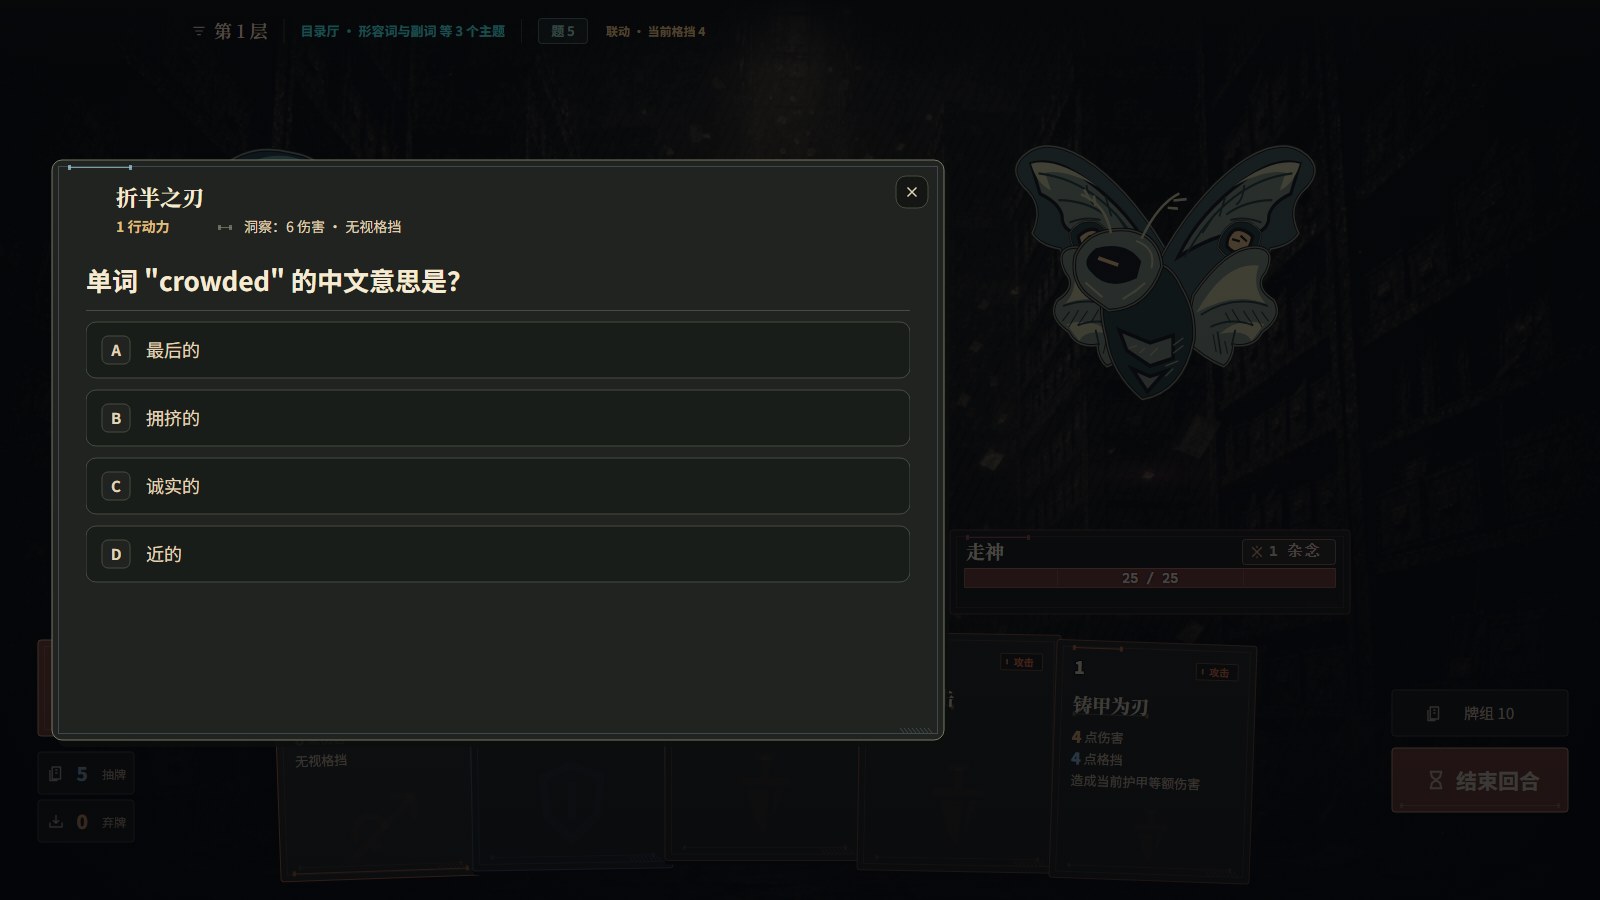 第 1 层
目录厅 · 形容词与副词 等 3 个主题
题 5
联动 · 当前格挡 4
折半之刃
1 行动力
洞察：6 伤害 · 无视格挡
单词 "crowded" 的中文意思是?
A 最后的
B 拥挤的
C 诚实的
D 近的
走神
1 杂念
25 / 25
攻击
1
攻击
铸甲为刃
4 点伤害
4 点格挡
造成当前护甲等额伤害
无视格挡
5 抽牌
0 弃牌
牌组 10
结束回合